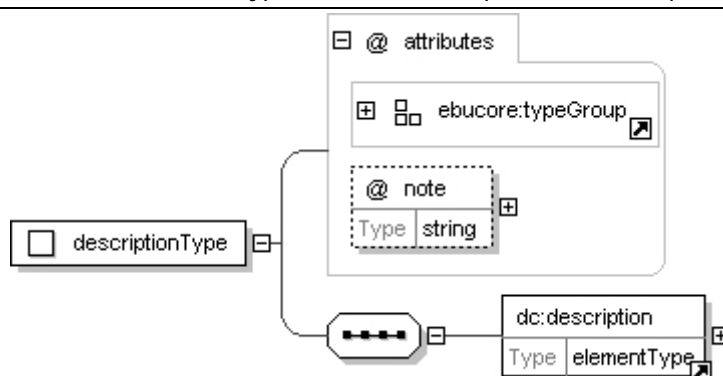 @ attributes
ebucore:typeGroup
@ note
Type string
descriptionType
dc:description
Type elementType